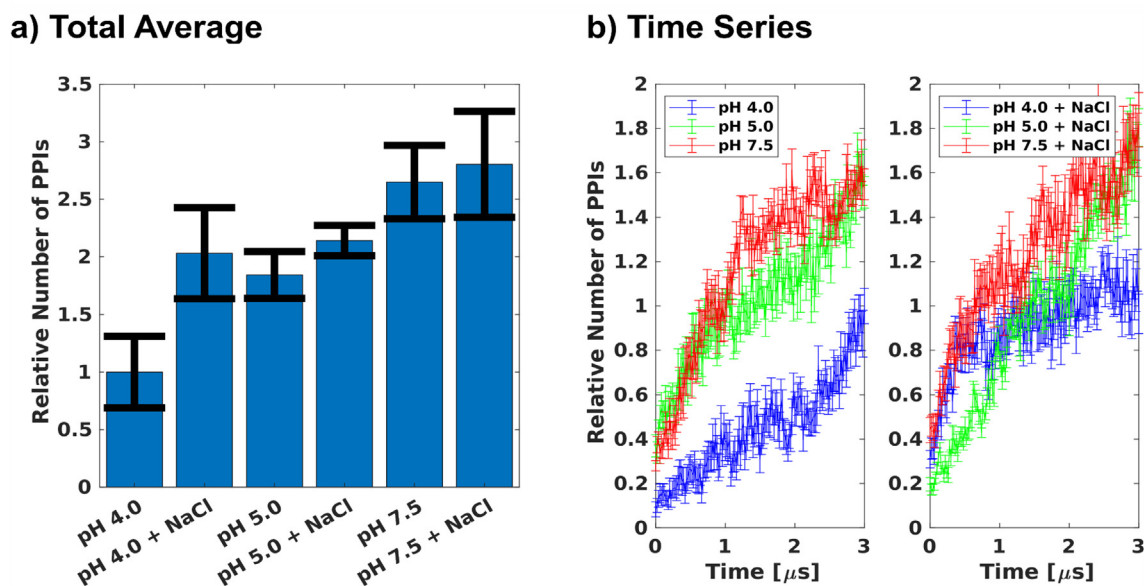 a) Total Average
Relative Number of PPIs
3.5
3
2.5
2
1.5
1
0.5
0
pH 4.0
pH 4.0 + NaCl
pH 5.0
pH 5.0 + NaCl
pH 7.5
pH 7.5 + NaCl
b) Time Series
Relative Number of PPIs
2
1.8
1.6
1.4
1.2
1
0.8
0.6
0.4
0.2
0
pH 4.0
pH 5.0
pH 7.5
0
1
2
3
Time [μs]
2
1.8
1.6
1.4
1.2
1
0.8
0.6
0.4
0.2
0
pH 4.0 + NaCl
pH 5.0 + NaCl
pH 7.5 + NaCl
0
1
2
3
Time [μs]